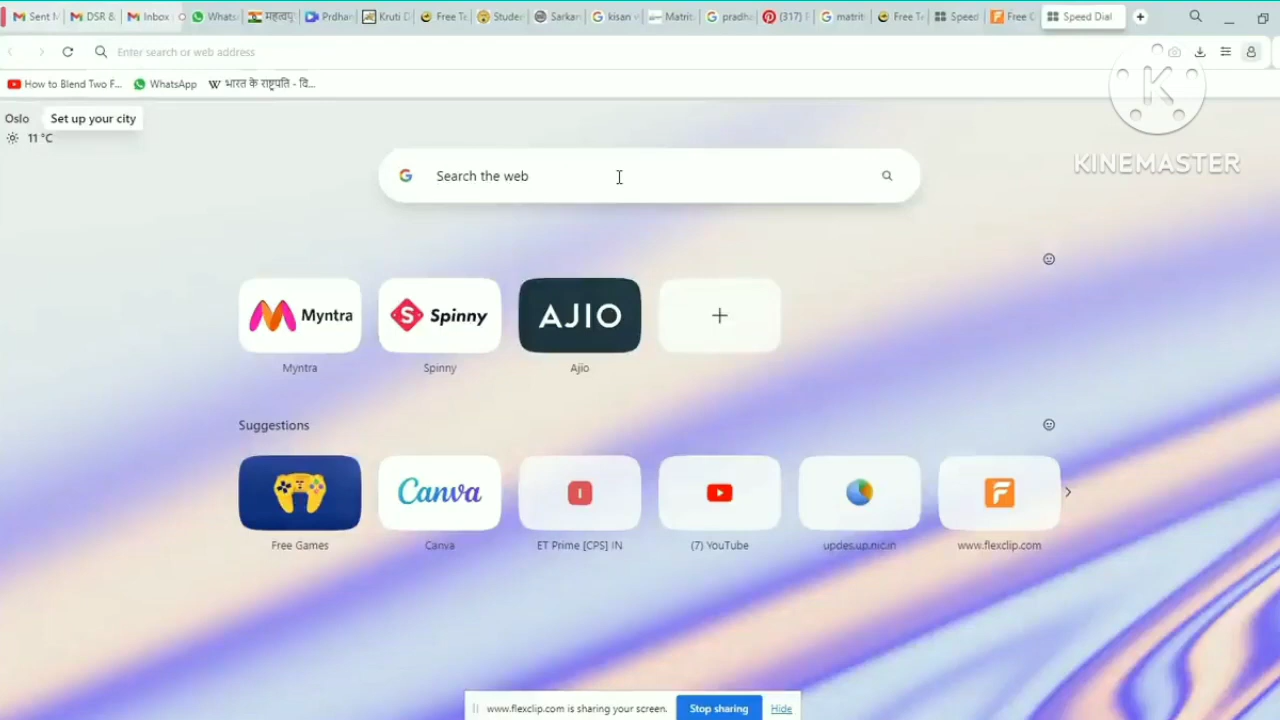 Sent M
DSR &
Inbox
Whats
महत्वपू
Prdhan
Kruti D
Free Te
Stude
Sarkar
kisan
Matri
pradh
(317)
matrit
Free T
Speed
Free C
Speed Dial
Enter search or web address
How to Blend Two F...
WhatsApp
W भारत के राष्ट्रपति - वि...
Oslo
Set up your city
11 °C
KINEMASTER
Search the web
Myntra
Spinny
AJIO
Myntra
Spinny
Ajio
Suggestions
Canva
Free Games
Canva
ET Prime [CPS] IN
(7) YouTube
updes.up.nic.in
www.flexclip.com
www.flexclip.com is sharing your screen.
Stop sharing
Hide